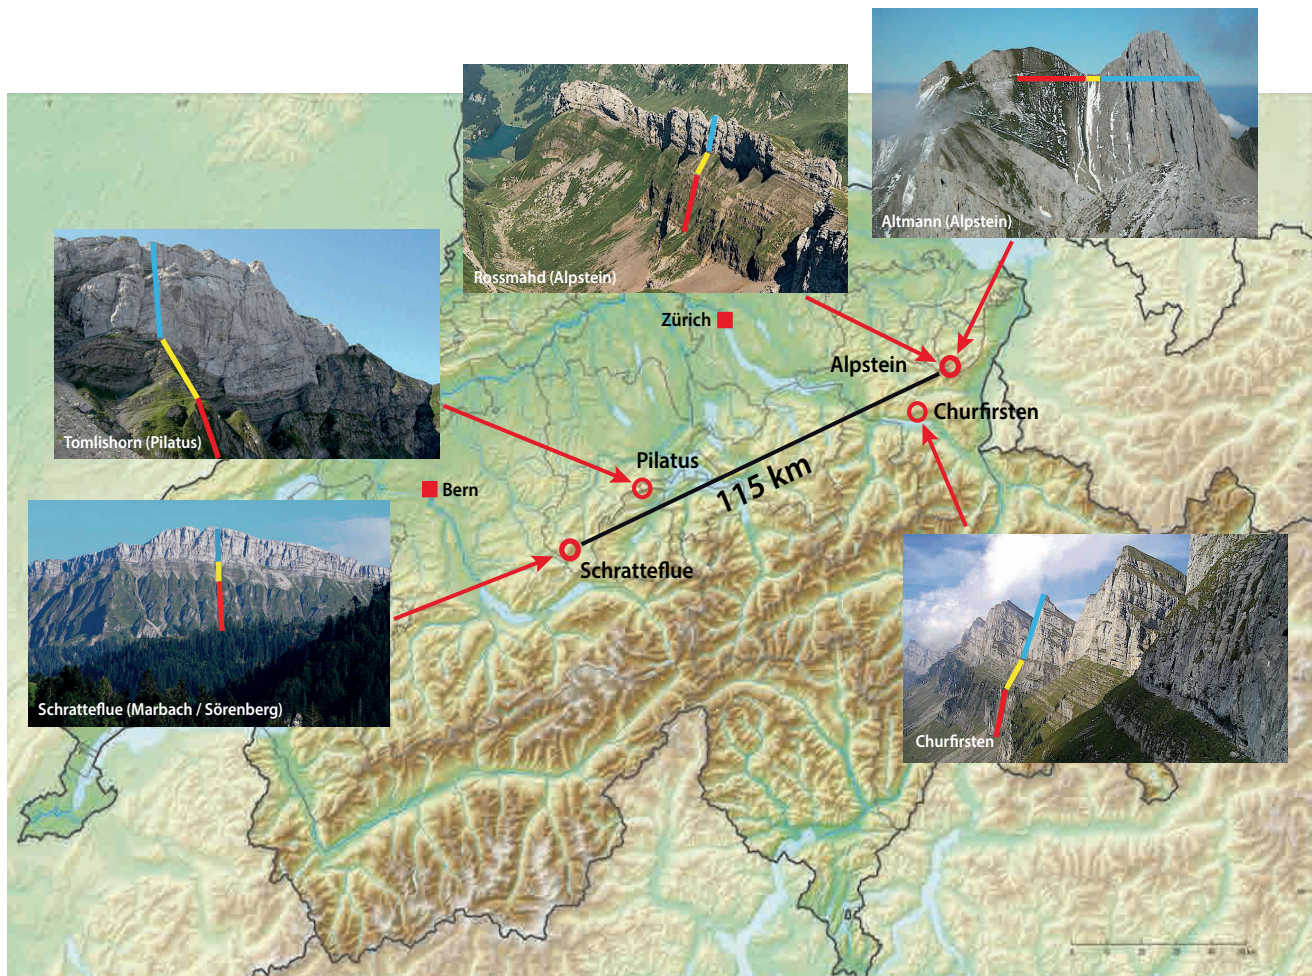 Altmann (Alpstein)
Rossmahd (Alpstein)
Tomlishorn (Pilatus)
Zürich
Alpstein
Churfirsten
Pilatus
115 km
Bern
Schratteflue
Schratteflue (Marbach / Sörenberg)
Churfirsten